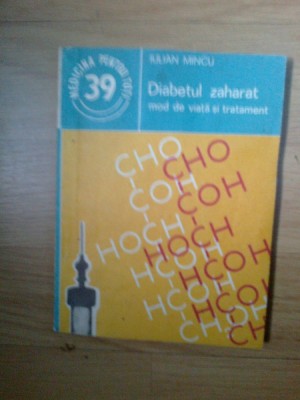 IULIAN MINCU
MEDICINA PENTRU TOȚI
39
Diabetul zaharat
mod de viață și tratament
CHO
CHO
COH
COH
HOCH
HOCH
HCOH
HCOH
HCOH
HCOH
CH₂OH
CH